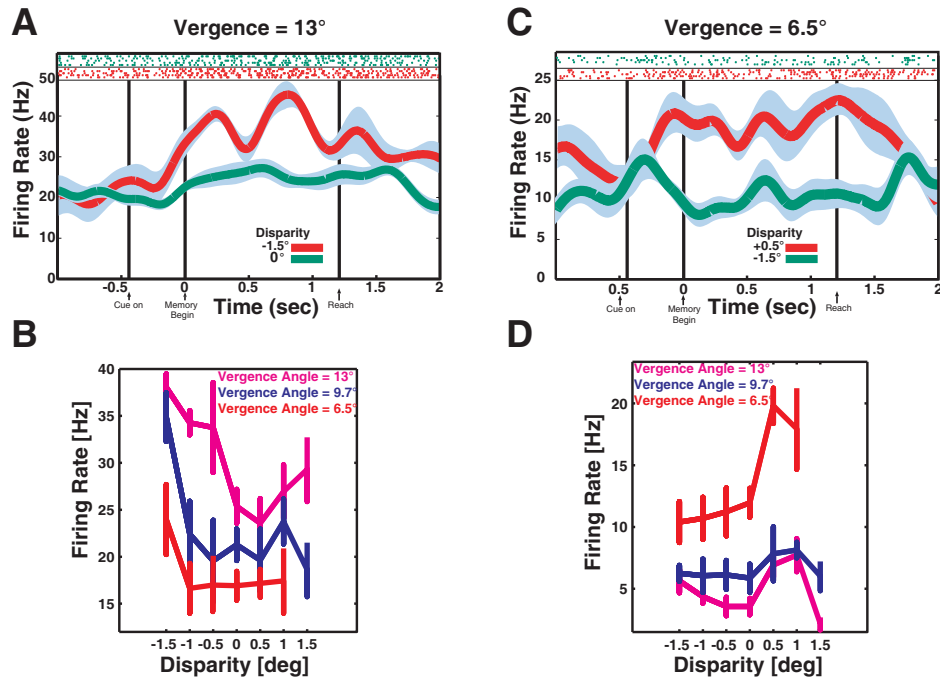 A
Vergence = 13°
50
40
30
20
10
0
Firing Rate (Hz)
Disparity
-1.5°
0°
-0.5
0
0.5
1
1.5
2
Cue on
Memory
Begin
Time (sec)
Reach
C
Vergence = 6.5°
25
20
15
10
5
0
Firing Rate (Hz)
Disparity
+0.5°
-1.5°
0.5
0
0.5
1
1.5
2
Cue on
Memory
Begin
Time (sec)
Reach
B
40
35
30
25
20
15
Firing Rate [Hz]
Vergence Angle = 13°
Vergence Angle = 9.7°
Vergence Angle = 6.5°
-1.5 -1 -0.5 0 0.5 1 1.5
Disparity [deg]
D
20
15
10
5
Firing Rate [Hz]
Vergence Angle = 13°
Vergence Angle = 9.7°
Vergence Angle = 6.5°
-1.5 -1 -0.5 0 0.5 1 1.5
Disparity [deg]